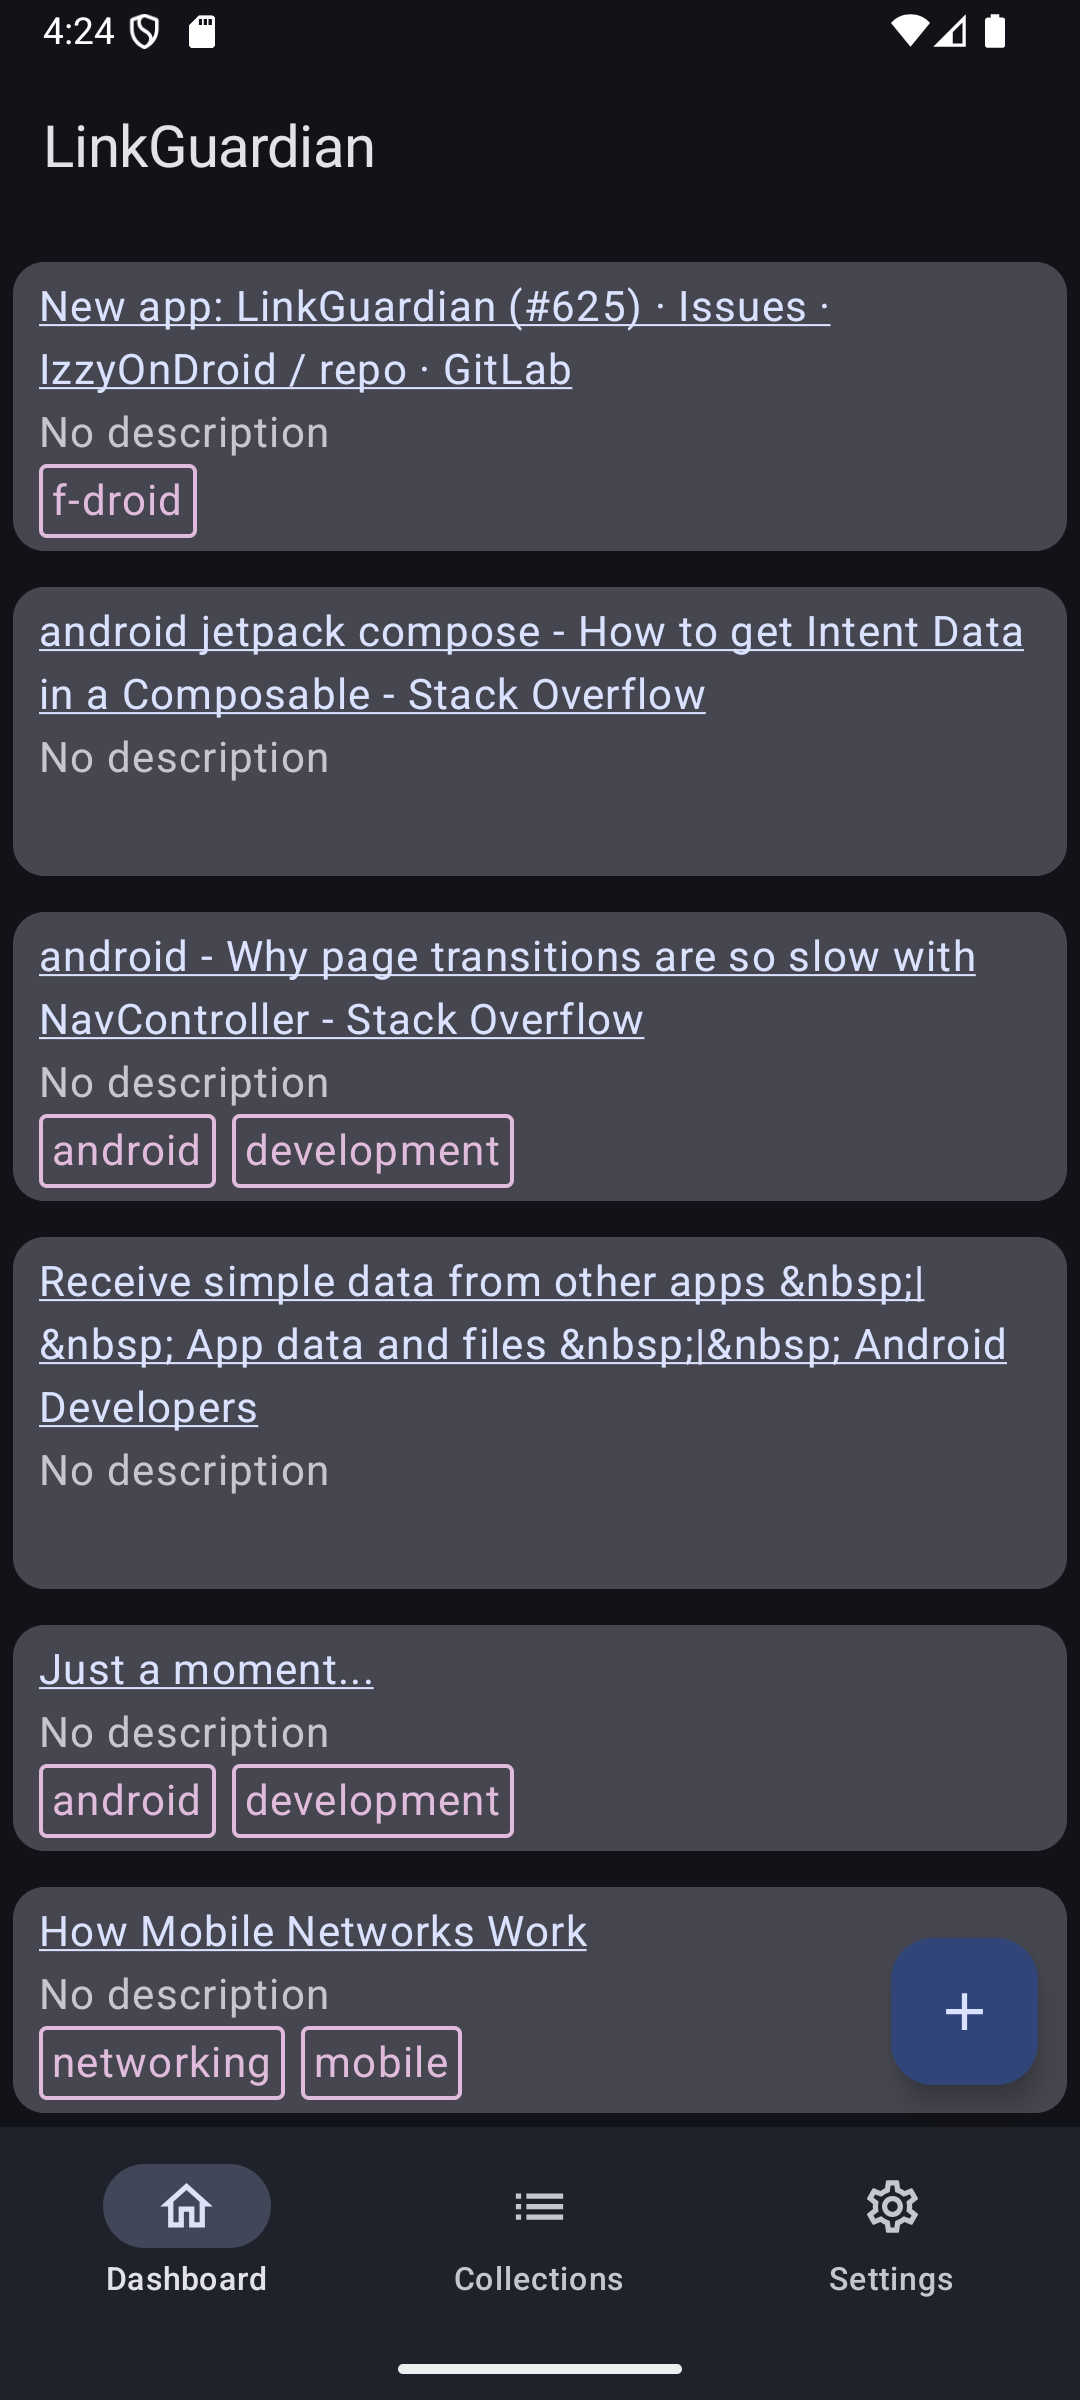 4:24
LinkGuardian
New app: LinkGuardian (#625) · Issues ·
IzzyOnDroid / repo · GitLab
No description
f-droid
android jetpack compose - How to get Intent Data
in a Composable - Stack Overflow
No description
android - Why page transitions are so slow with
NavController - Stack Overflow
No description
android development
Receive simple data from other apps &nbsp;|
&nbsp; App data and files &nbsp;|&nbsp; Android
Developers
No description
Just a moment...
No description
android development
How Mobile Networks Work
No description
networking mobile
Dashboard Collections Settings